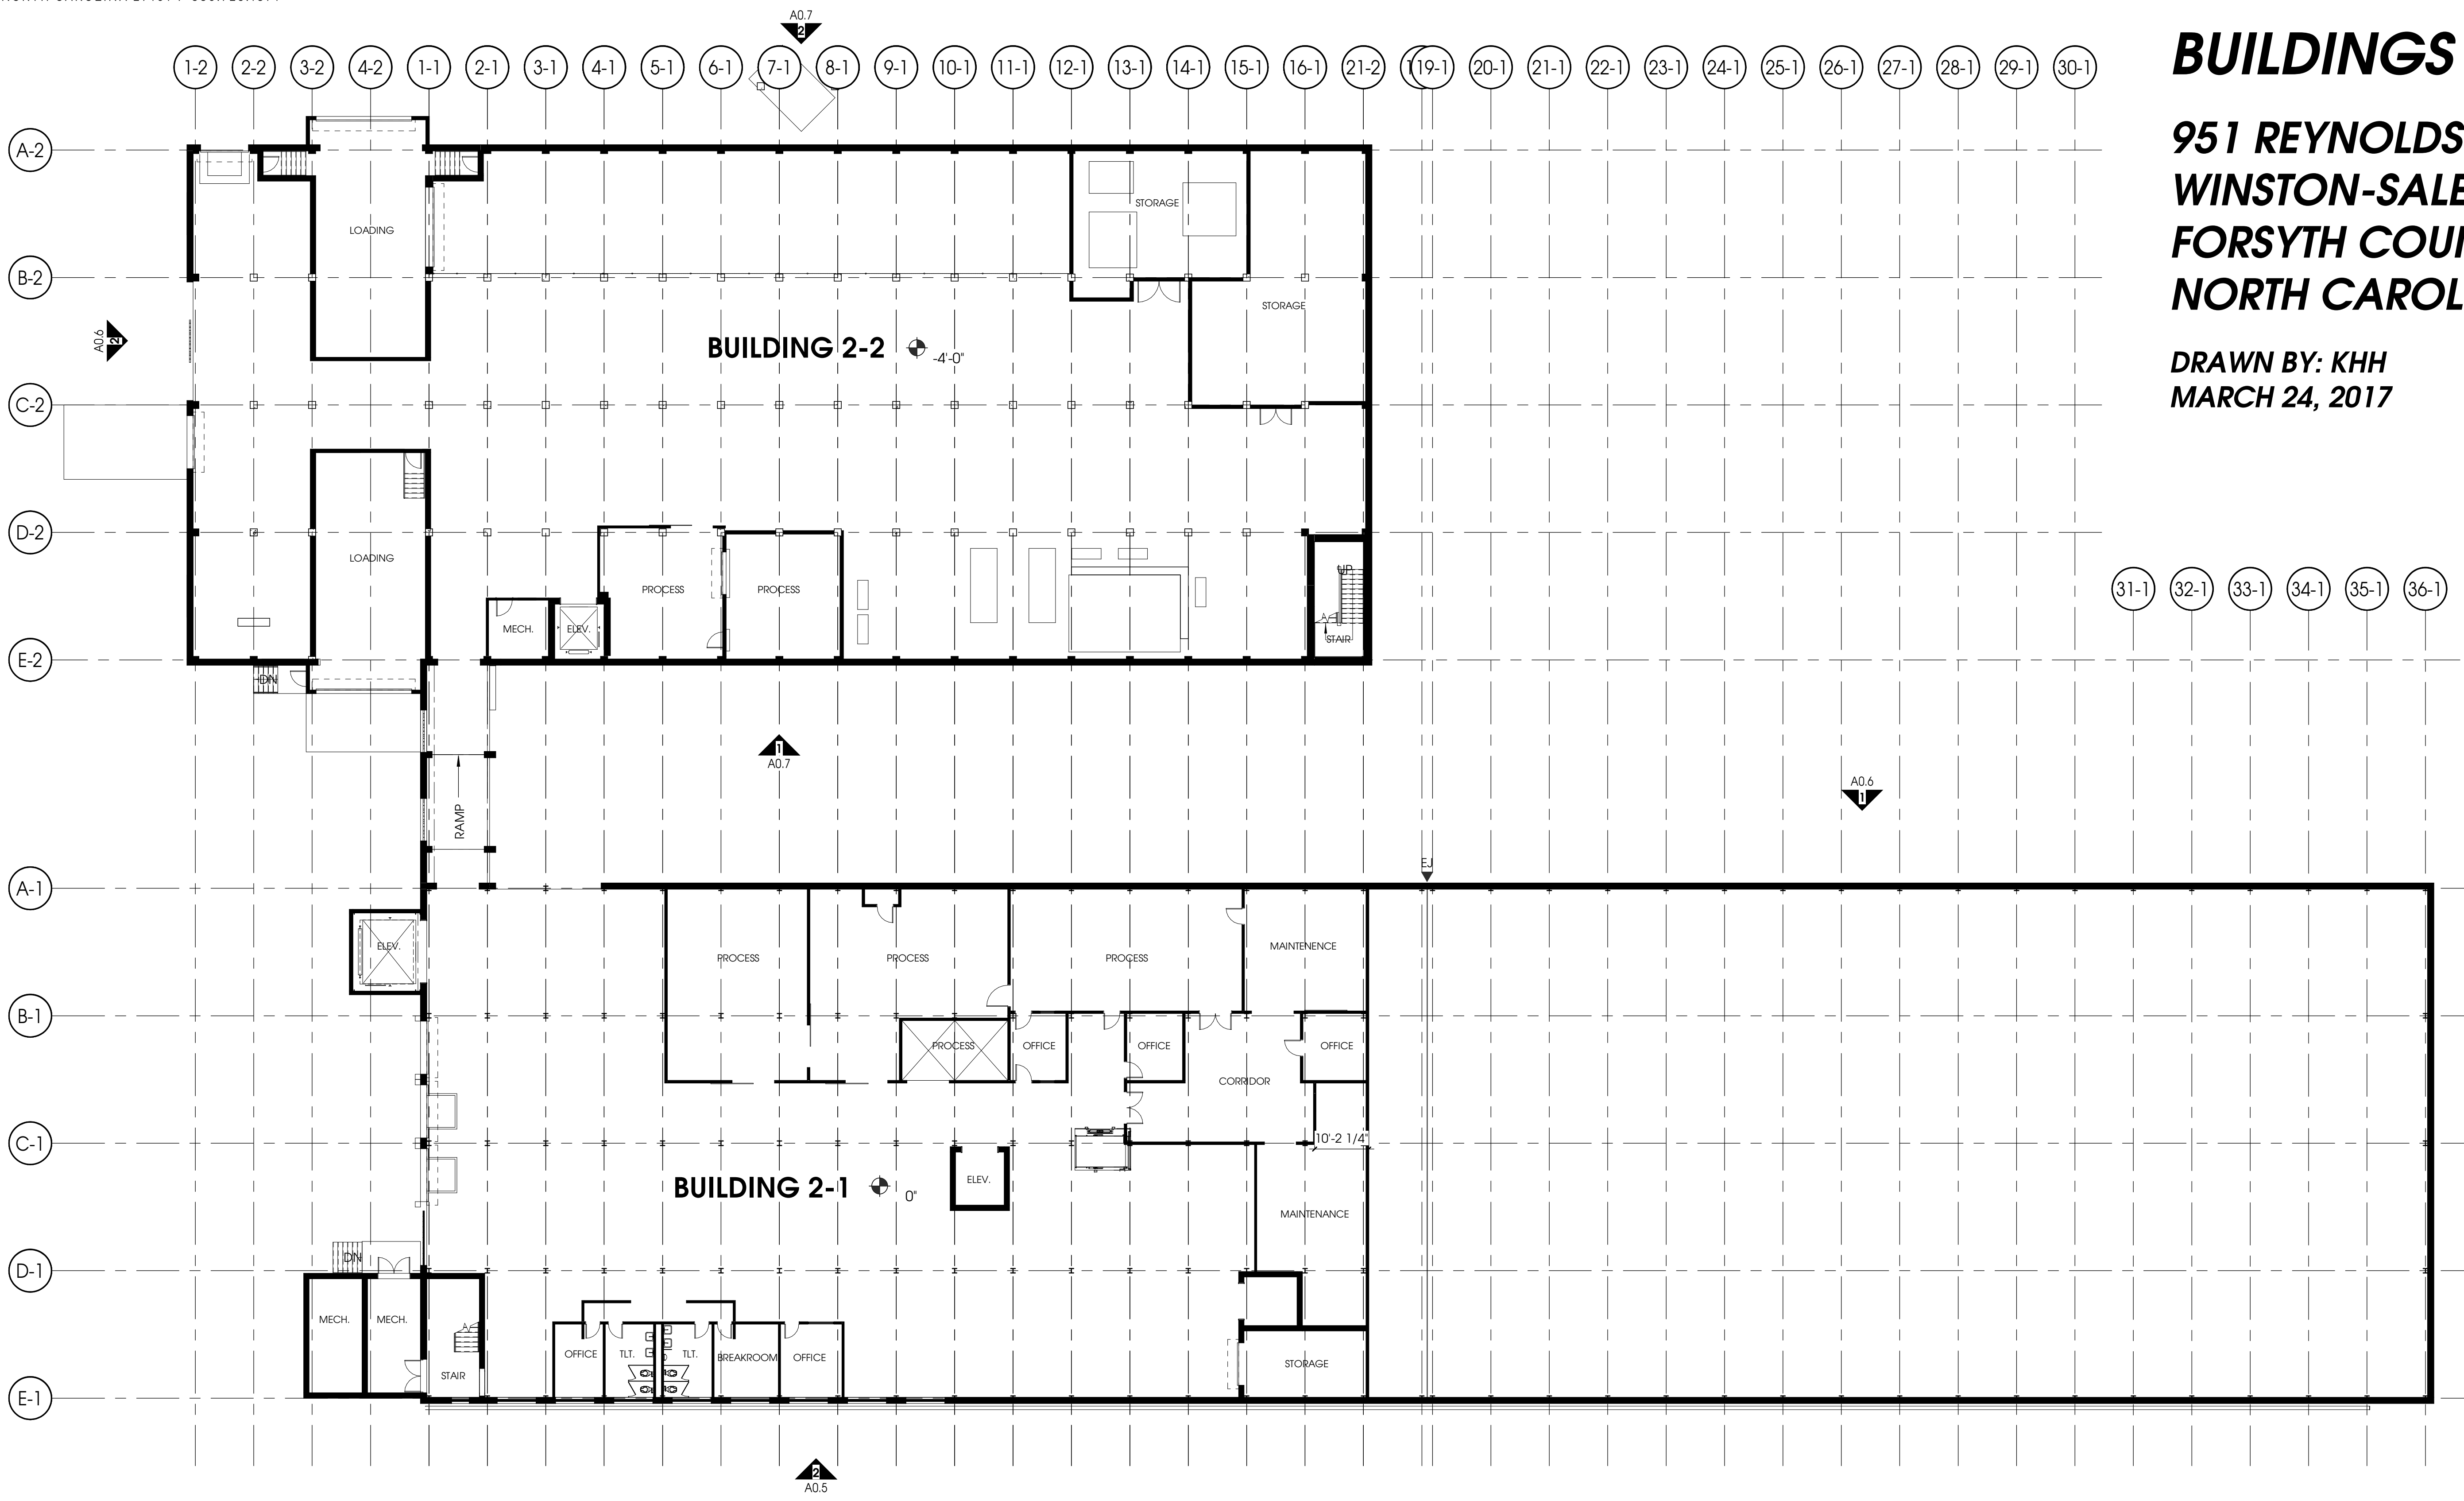 A0.7
2
1-2 2-2 3-2 4-2 1-1 2-1 3-1 4-1 5-1 6-1 7-1 8-1 9-1 10-1 11-1 12-1 13-1 14-1 15-1 16-1 21-2 19-1 20-1 21-1 22-1 23-1 24-1 25-1 26-1 27-1 28-1 29-1 30-1
BUILDINGS
951 REYNOLDS
WINSTON-SALE
FORSYTH COU
NORTH CAROL
DRAWN BY: KHH
MARCH 24, 2017
A-2
STORAGE
LOADING
B-2
STORAGE
A0.6
2
BUILDING 2-2
-4'-0"
C-2
D-2
LOADING
UP
PROCESS
PROCESS
31-1 32-1 33-1 34-1 35-1 36-1
MECH.
ELEV.
STAIR
E-2
DN
1
A0.7
A0.6
1
RAMP
EJ
A-1
ELEV.
MAINTENENCE
PROCESS
PROCESS
PROCESS
B-1
PROCESS
OFFICE
OFFICE
OFFICE
CORRIDOR
C-1
10'-2 1/4"
ELEV.
BUILDING 2-1
0"
MAINTENANCE
DN
D-1
MECH.
MECH.
OFFICE
TLT.
TLT.
BREAKROOM
OFFICE
STORAGE
STAIR
E-1
2
A0.5